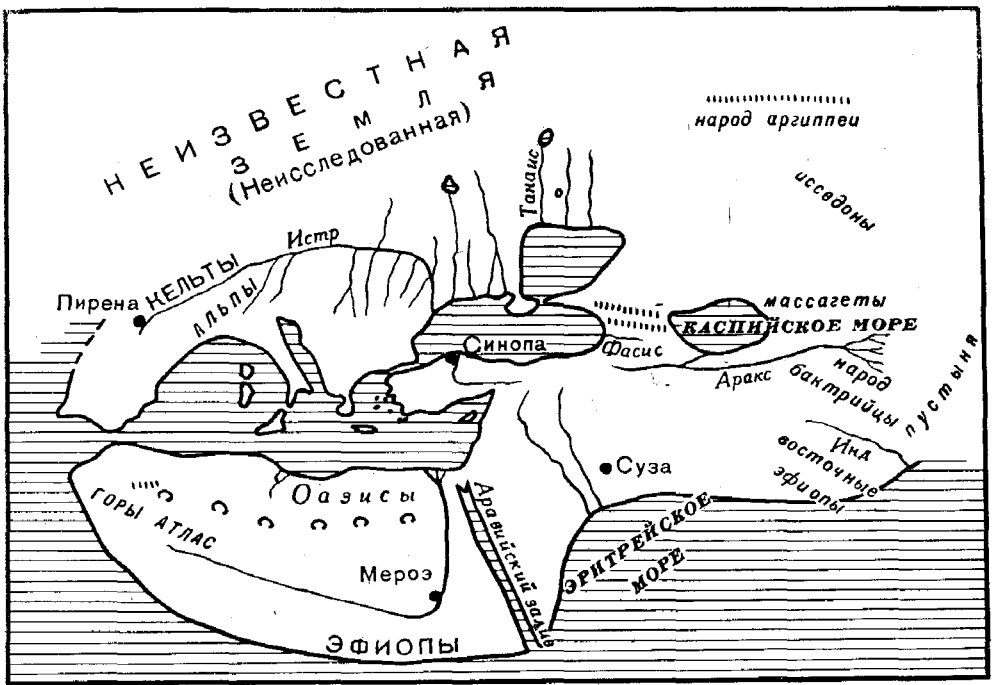 НЕИЗВЕСТНАЯ
ЗЕМЛЯ
(Неисследованная)
народ аргиппеи
исседоны
Танаис
Истр
КЕЛЬТЫ
Пирена
АЛЬПЫ
массагеты
КАСПИЙСКОЕ МОРЕ
Синопа
Фасис
Аракс
народ
бактрийцы
пустыня
Инд
восточные
эфиопы
Суза
Оазисы
ГОРЫ АТЛАС
Аравийский залив
ЭРИТРЕЙСКОЕ
МОРЕ
Мероэ
ЭФИОПЫ